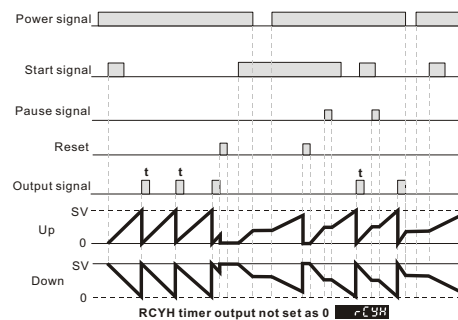 Power signal
Start signal
Pause signal
Reset
t t t
Output signal
SV
Up
0
SV
Down
0
RCYH timer output not set as 0 rCYH